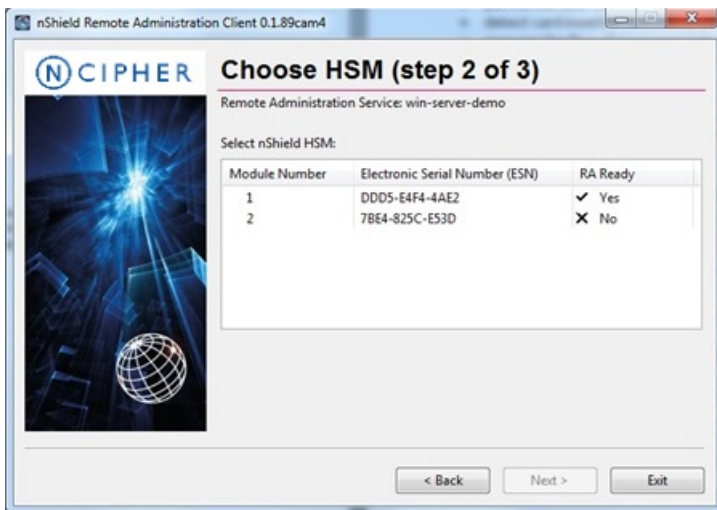 nShield Remote Administration Client 0.1.89cam4
NCIPHER
Choose HSM (step 2 of 3)
Remote Administration Service: win-server-demo
Select nShield HSM:
Module Number Electronic Serial Number (ESN) RA Ready
1 DDD5-E4F4-4AE2 ✔ Yes
2 7BE4-825C-E53D ✘ No
< Back Next > Exit